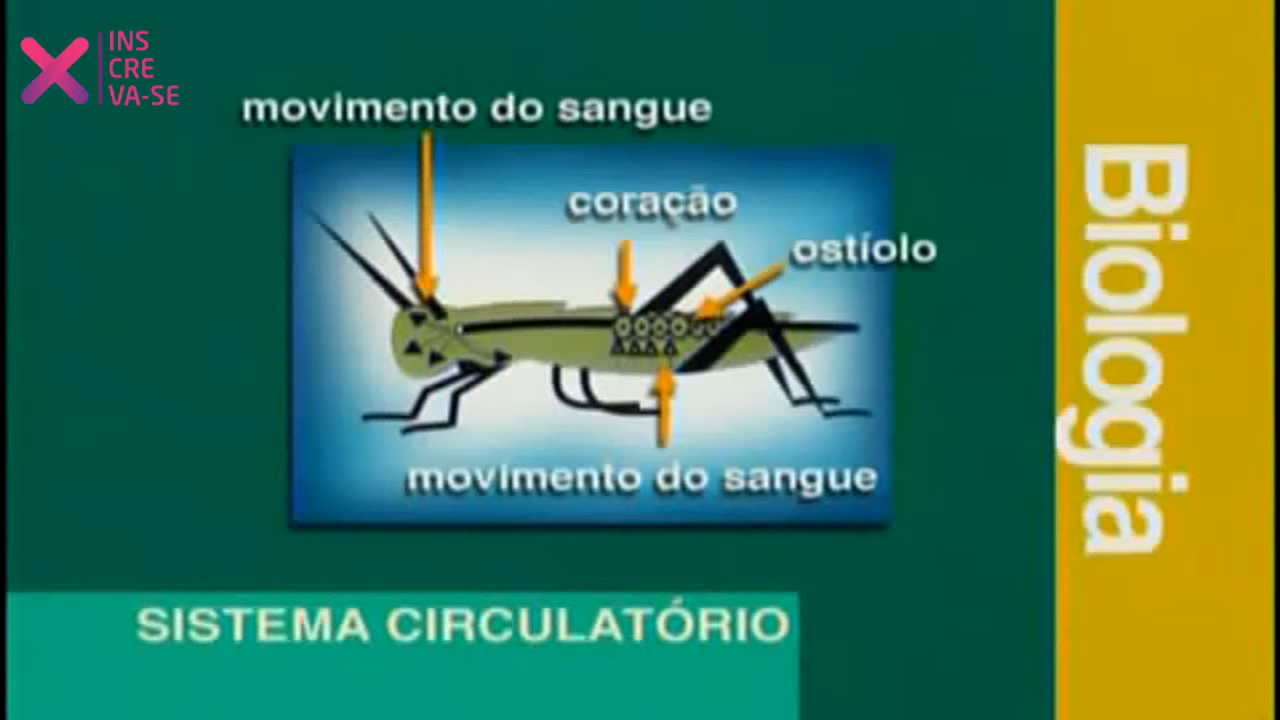 INS
CRE
VA-SE
movimento do sangue
coração
ostíolo
movimento do sangue
SISTEMA CIRCULATÓRIO
Biologia